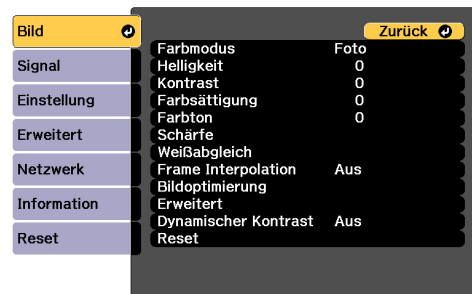 Bild
Signal
Einstellung
Erweitert
Netzwerk
Information
Reset
Zurück
Farbmodus Foto
Helligkeit 0
Kontrast 0
Farbsättigung 0
Farbton 0
Schärfe
Weißabgleich
Frame Interpolation Aus
Bildoptimierung
Erweitert
Dynamischer Kontrast Aus
Reset